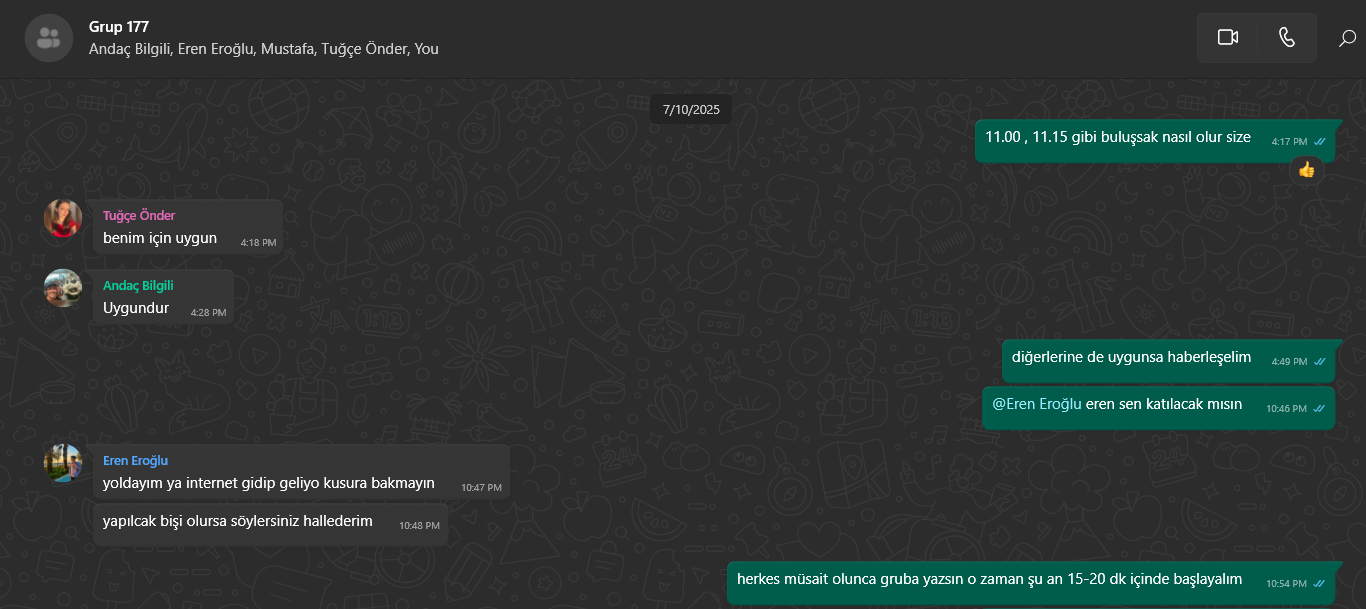 Grup 177
Andaç Bilgili, Eren Eroğlu, Mustafa, Tuğçe Önder, You
7/10/2025
11.00 , 11.15 gibi buluşsak nasıl olur size 4:17 PM
Tuğçe Önder
benim için uygun 4:18 PM
Andaç Bilgili
Uygundur 4:28 PM
diğerlerine de uygunsa haberleşelim 4:49 PM
@Eren Eroğlu eren sen katılacak mısın 10:46 PM
Eren Eroğlu
yoldayım ya internet gidip geliyo kusura bakmayın 10:47 PM
yapılcak bişi olursa söylersiniz hallederim 10:48 PM
herkes müsait olunca gruba yazsın o zaman şu an 15-20 dk içinde başlayalım 10:54 PM